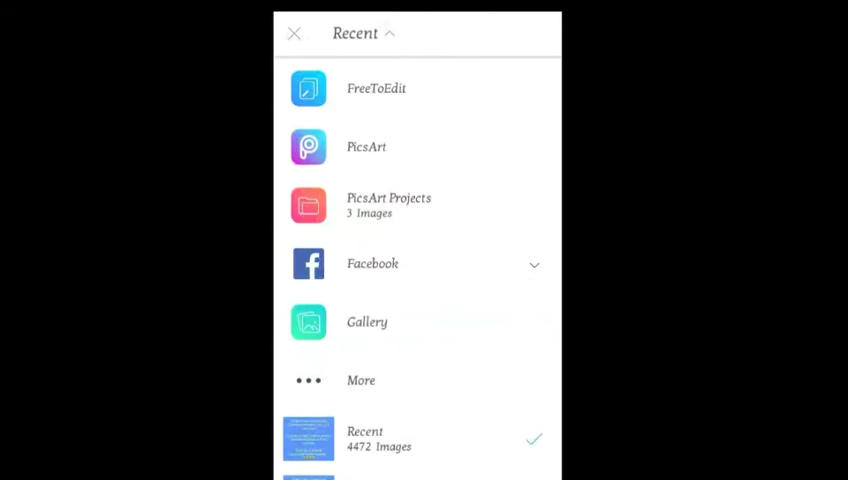 Recent
FreeToEdit
PicsArt
PicsArt Projects
3 Images
Facebook
Gallery
More
Recent
4472 Images